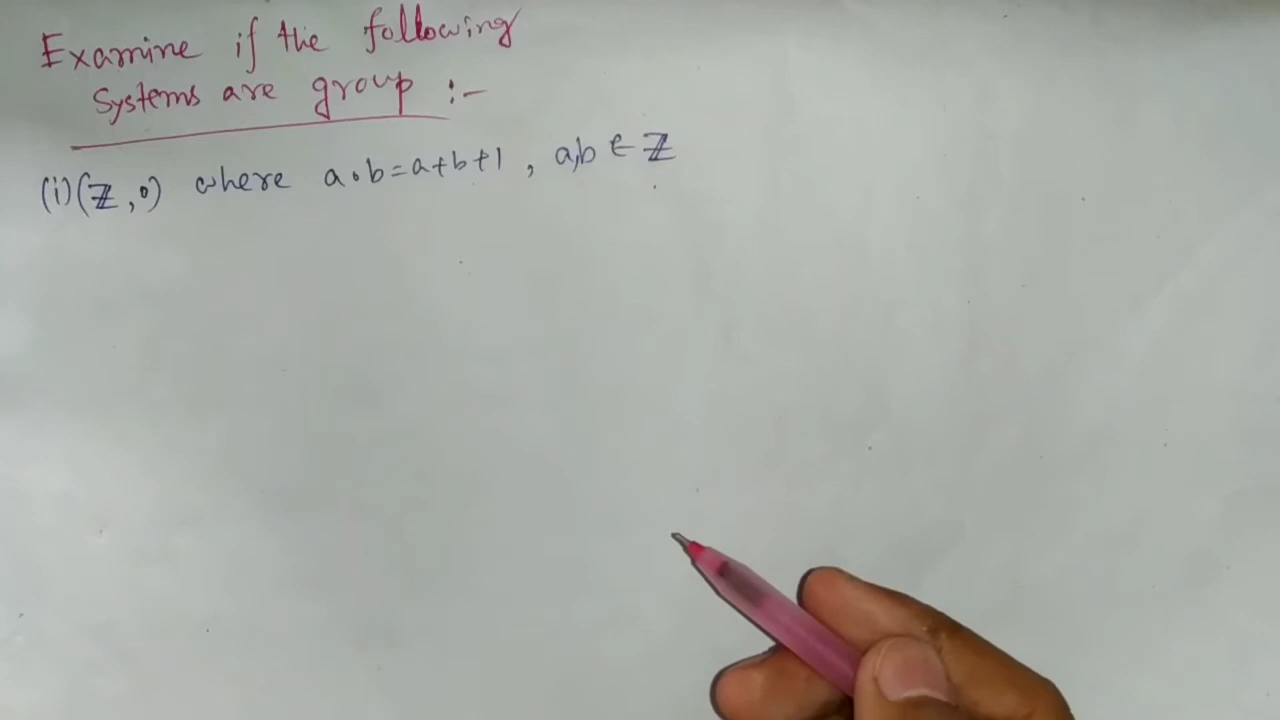 Examine if the following
Systems are group :-
(i) (ℤ, o) where a∘b = a+b+1 , a,b ∈ ℤ